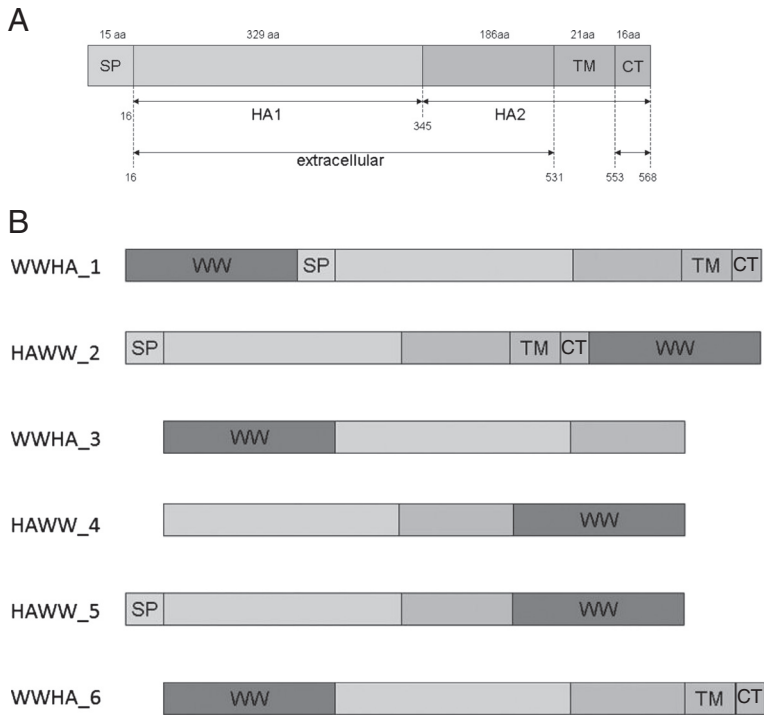 A
15 aa 329 aa 186aa 21aa 16aa
SP TM CT
16 HA1 345 HA2
extracellular
16 531 553 568
B
WWHA_1 WW SP TM CT
HAWW_2 SP TM CT WW
WWHA_3 WW
HAWW_4 WW
HAWW_5 SP WW
WWHA_6 WW TM CT